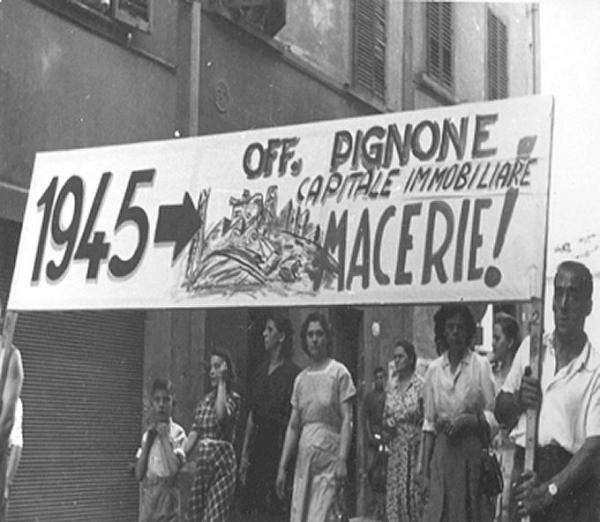 1945
OFF. PIGNONE
CAPITALE IMMOBILIARE
MACERIE!